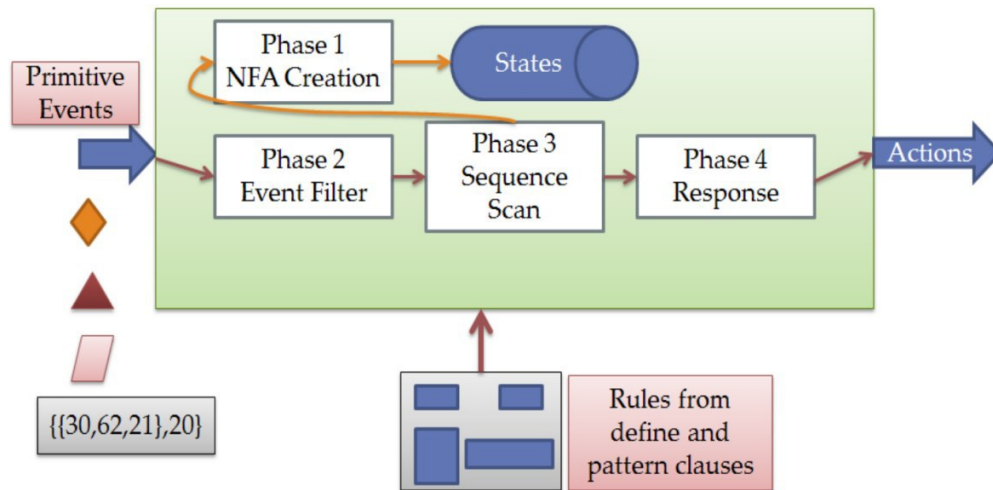 Primitive
Events
Phase 1
NFA Creation
States
Phase 2
Event Filter
Phase 3
Sequence
Scan
Phase 4
Response
Actions
{{30,62,21},20}
Rules from
define and
pattern clauses